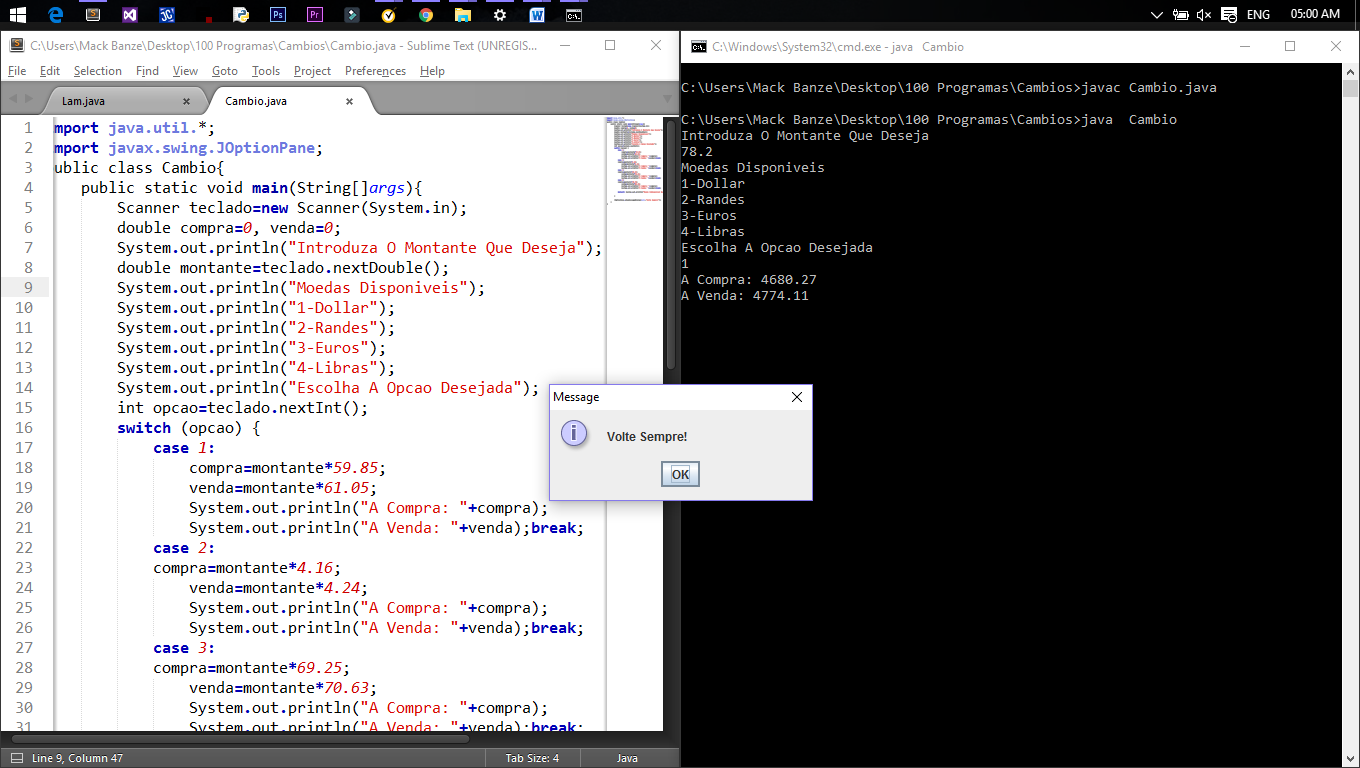 ENG
05:00 AM
C:\Users\Mack Banze\Desktop\100 Programas\Cambios\Cambio.java - Sublime Text (UNREGIS...
File Edit Selection Find View Goto Tools Project Preferences Help
Lam.java × Cambio.java ×
1 mport java.util.*;
2 mport javax.swing.JOptionPane;
3 ublic class Cambio{
4 public static void main(String[]args){
5 Scanner teclado=new Scanner(System.in);
6 double compra=0, venda=0;
7 System.out.println("Introduza O Montante Que Deseja");
8 double montante=teclado.nextDouble();
9 System.out.println("Moedas Disponiveis");
10 System.out.println("1-Dollar");
11 System.out.println("2-Randes");
12 System.out.println("3-Euros");
13 System.out.println("4-Libras");
14 System.out.println("Escolha A Opcao Desejada");
15 int opcao=teclado.nextInt();
16 switch (opcao) {
17 case 1:
18 compra=montante*59.85;
19 venda=montante*61.05;
20 System.out.println("A Compra: "+compra);
21 System.out.println("A Venda: "+venda);break;
22 case 2:
23 compra=montante*4.16;
24 venda=montante*4.24;
25 System.out.println("A Compra: "+compra);
26 System.out.println("A Venda: "+venda);break;
27 case 3:
28 compra=montante*69.25;
29 venda=montante*70.63;
30 System.out.println("A Compra: "+compra);
31 System.out.println("A Venda: "+venda);break;
Line 9, Column 47
Tab Size: 4
Java
C:\Windows\System32\cmd.exe - java Cambio
C:\Users\Mack Banze\Desktop\100 Programas\Cambios>javac Cambio.java
C:\Users\Mack Banze\Desktop\100 Programas\Cambios>java Cambio
Introduza O Montante Que Deseja
78.2
Moedas Disponiveis
1-Dollar
2-Randes
3-Euros
4-Libras
Escolha A Opcao Desejada
1
A Compra: 4680.27
A Venda: 4774.11
Message
Volte Sempre!
OK